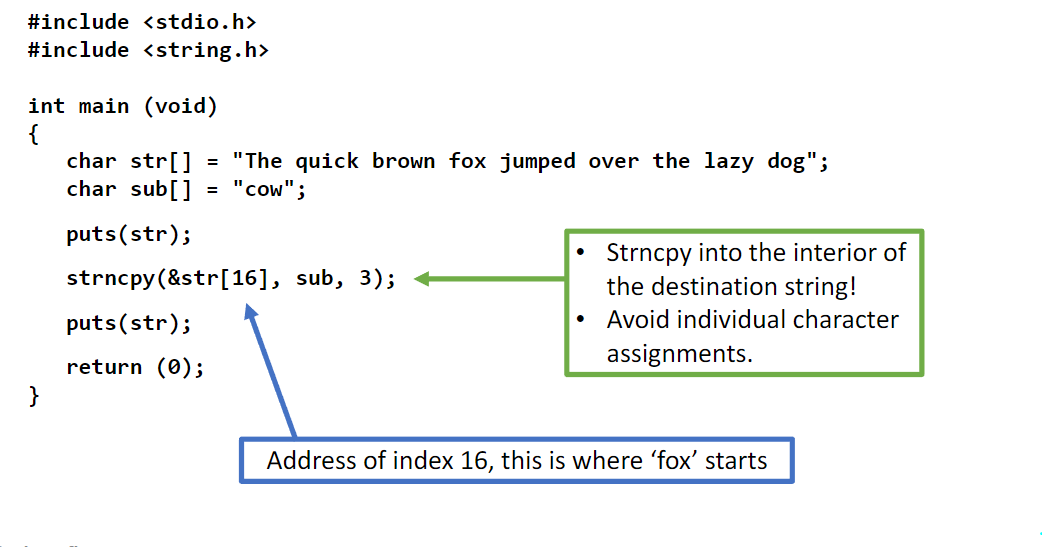 #include <stdio.h>
#include <string.h>
int main (void)
{
char str[] = "The quick brown fox jumped over the lazy dog";
char sub[] = "cow";
puts(str);
strncpy(&str[16], sub, 3);
puts(str);
return (0);
}
• Strncpy into the interior of
the destination string!
• Avoid individual character
assignments.
Address of index 16, this is where ‘fox’ starts